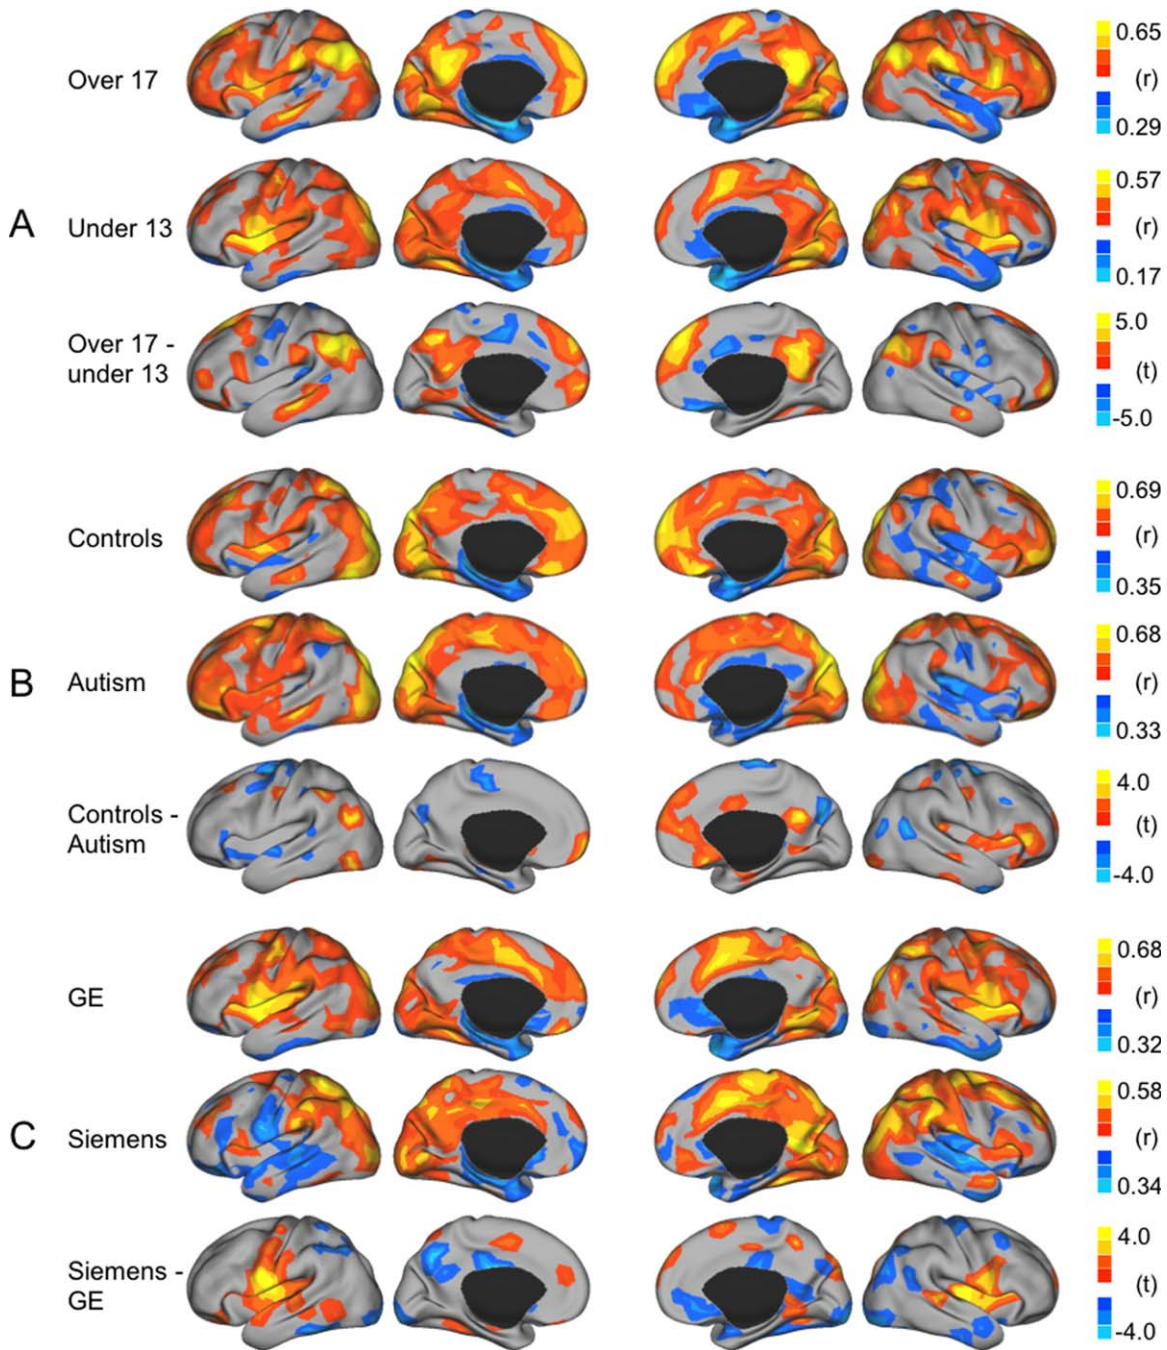 Over 17
0.65
(r)
0.29
A
Under 13
0.57
(r)
0.17
Over 17 -
under 13
5.0
(t)
-5.0
Controls
0.69
(r)
0.35
B
Autism
0.68
(r)
0.33
Controls -
Autism
4.0
(t)
-4.0
GE
0.68
(r)
0.32
C
Siemens
0.58
(r)
0.34
Siemens -
GE
4.0
(t)
-4.0